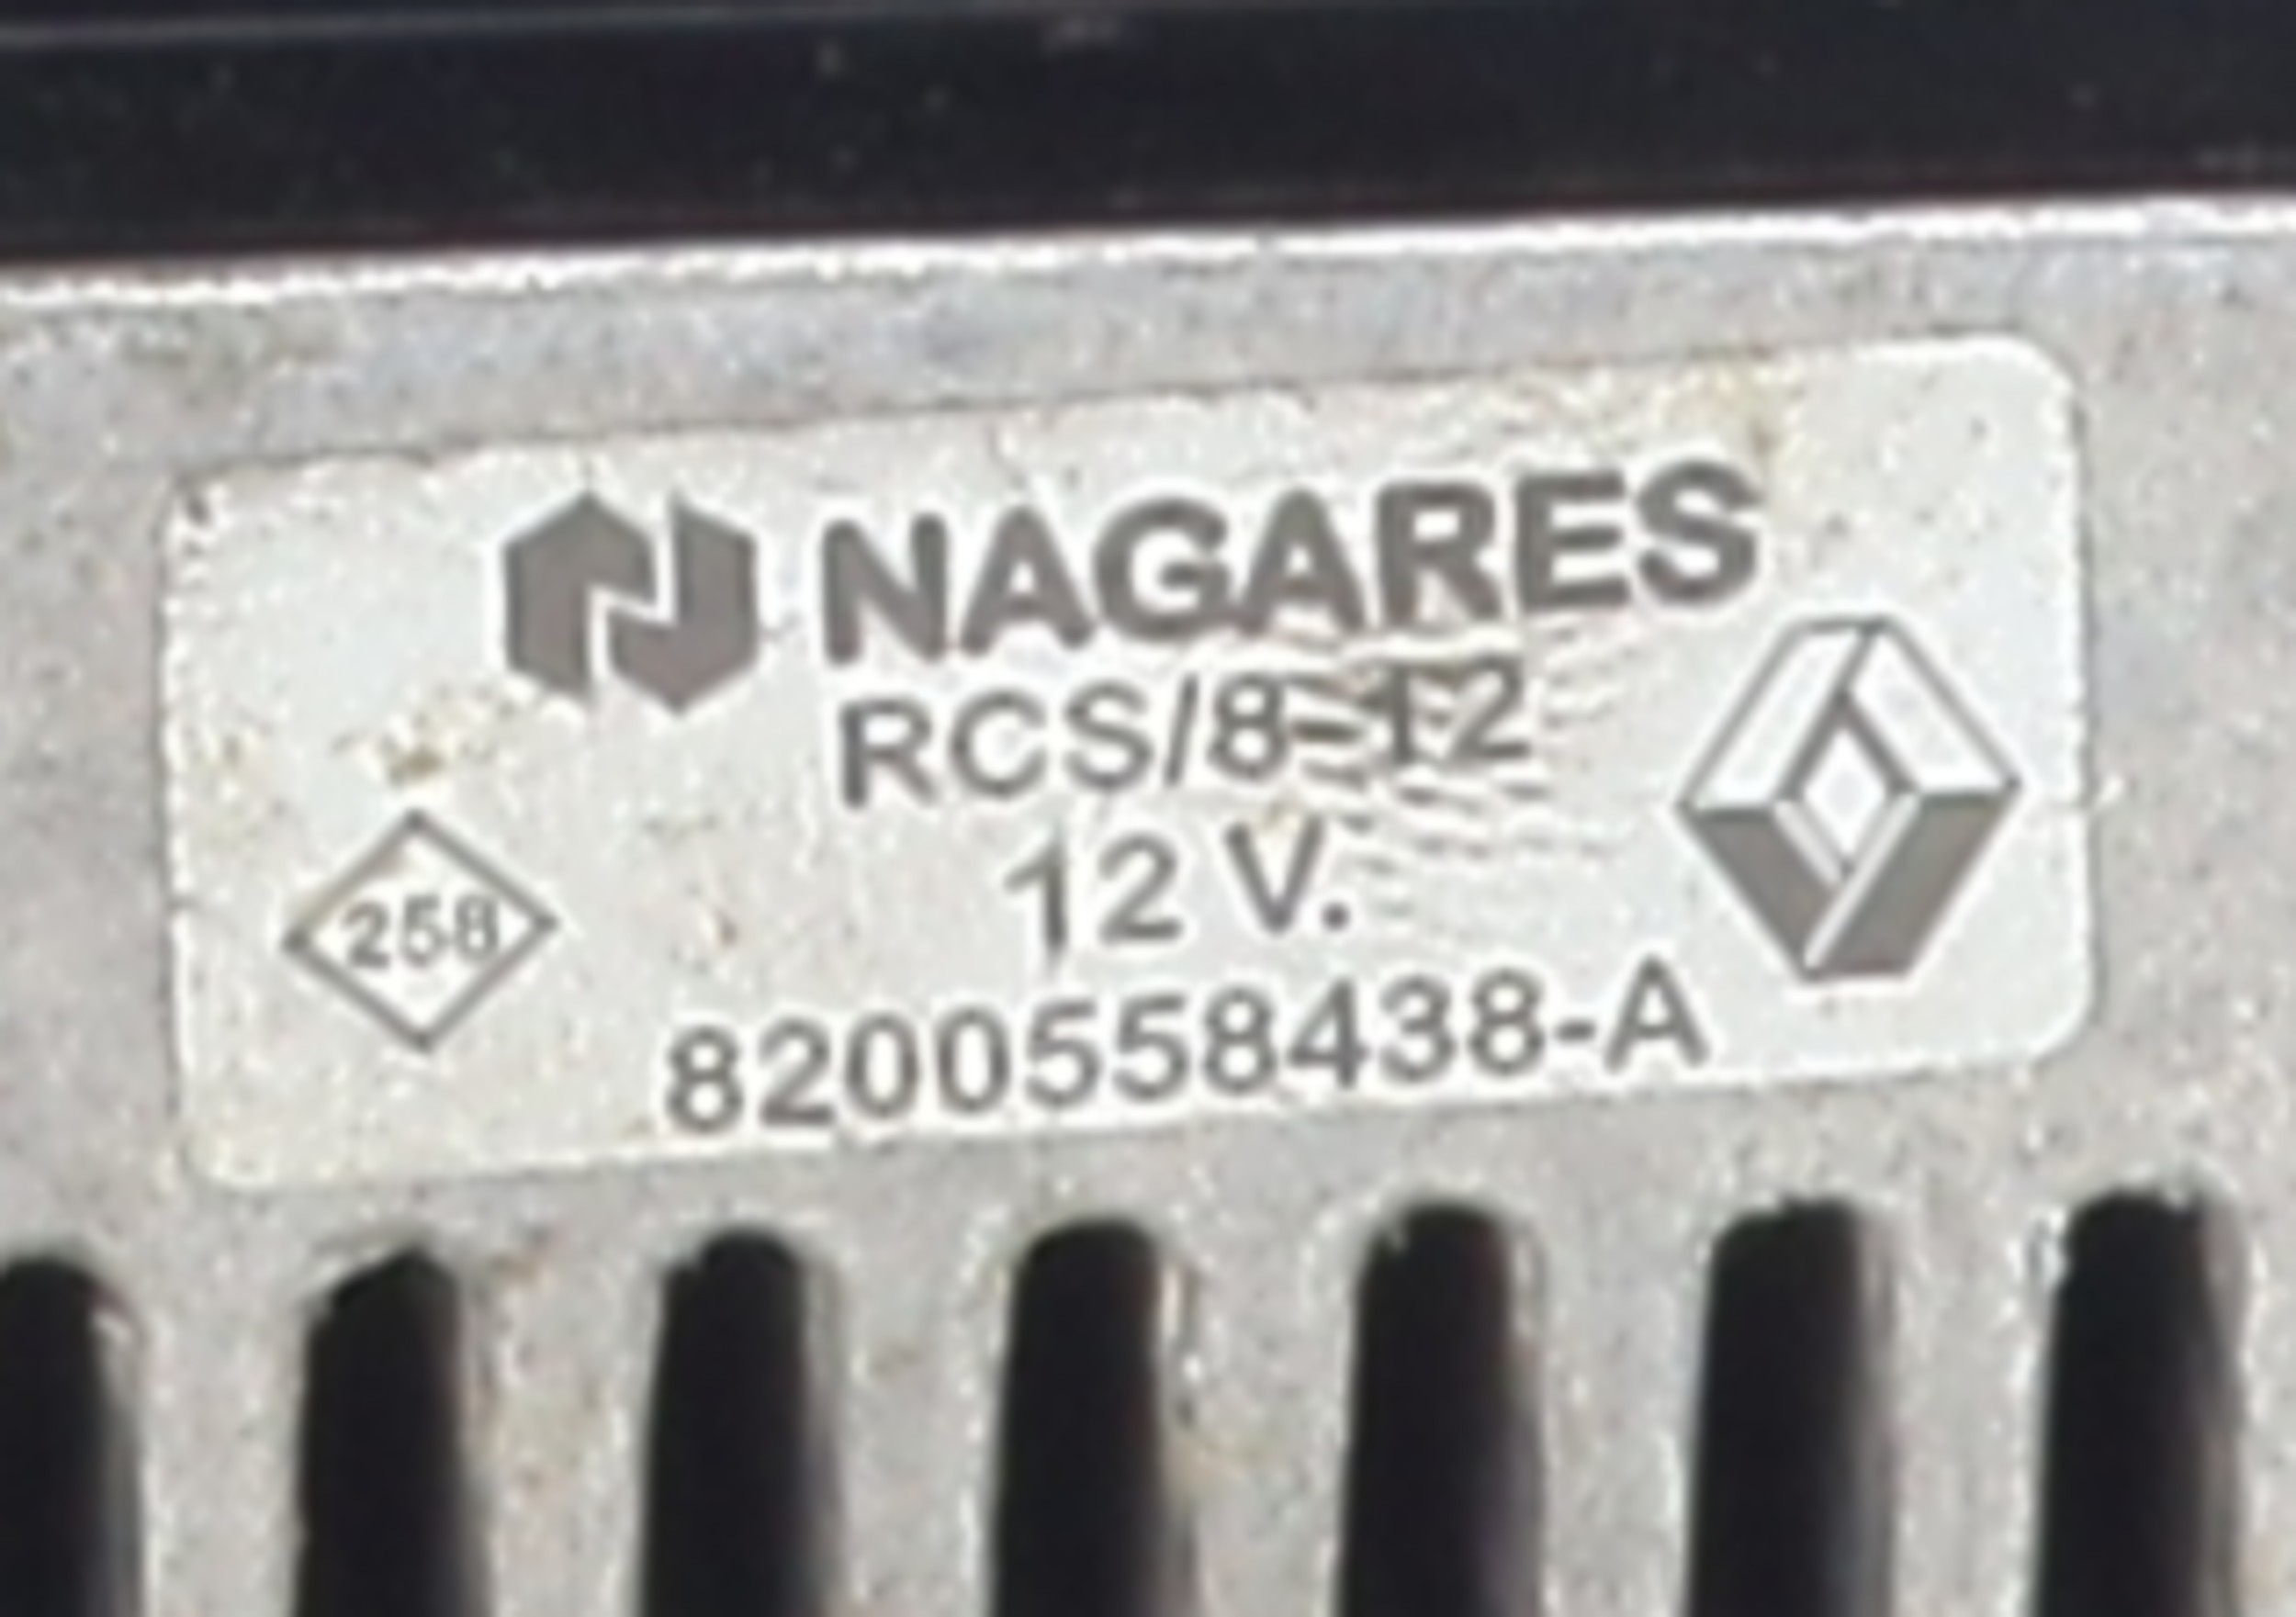 NAGARES
RCS/8-12
12 V.
258
8200558438-A